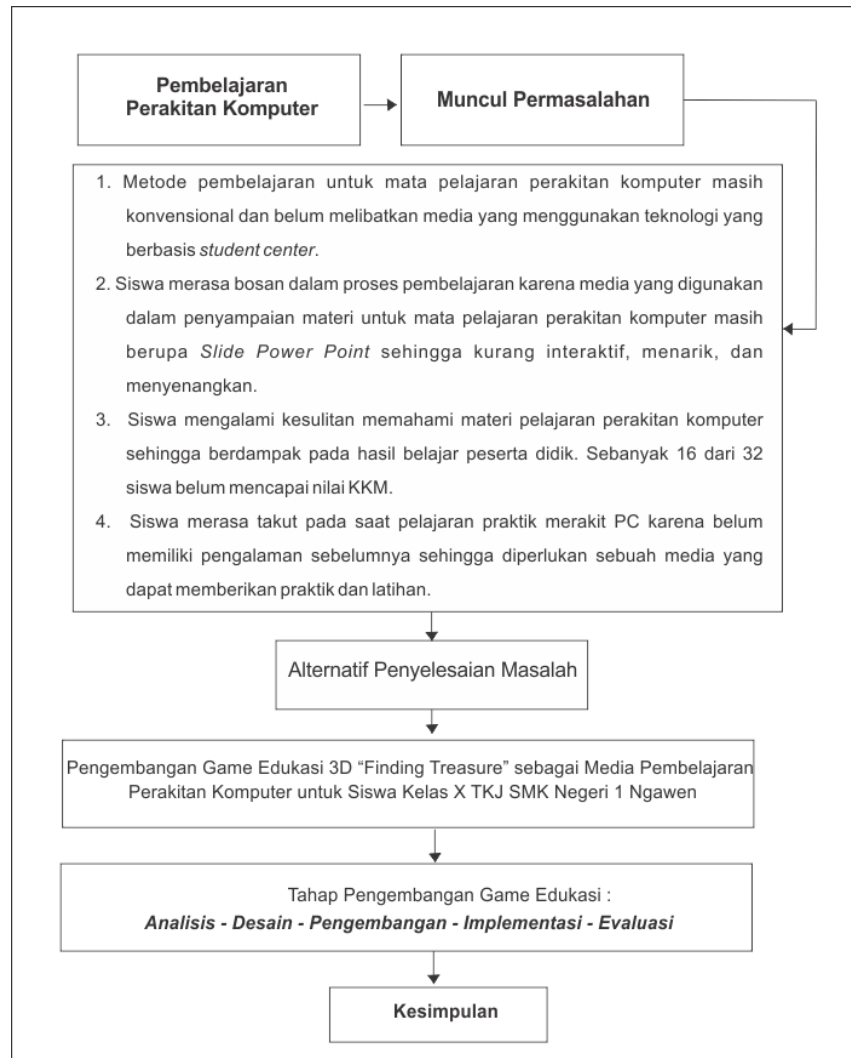 Pembelajaran
Perakitan Komputer
Muncul Permasalahan
1. Metode pembelajaran untuk mata pelajaran perakitan komputer masih
konvensional dan belum melibatkan media yang menggunakan teknologi yang
berbasis student center.
2. Siswa merasa bosan dalam proses pembelajaran karena media yang digunakan
dalam penyampaian materi untuk mata pelajaran perakitan komputer masih
berupa Slide Power Point sehingga kurang interaktif, menarik, dan
menyenangkan.
3. Siswa mengalami kesulitan memahami materi pelajaran perakitan komputer
sehingga berdampak pada hasil belajar peserta didik. Sebanyak 16 dari 32
siswa belum mencapai nilai KKM.
4. Siswa merasa takut pada saat pelajaran praktik merakit PC karena belum
memiliki pengalaman sebelumnya sehingga diperlukan sebuah media yang
dapat memberikan praktik dan latihan.
Alternatif Penyelesaian Masalah
Pengembangan Game Edukasi 3D “Finding Treasure” sebagai Media Pembelajaran
Perakitan Komputer untuk Siswa Kelas X TKJ SMK Negeri 1 Ngawen
Tahap Pengembangan Game Edukasi :
Analisis - Desain - Pengembangan - Implementasi - Evaluasi
Kesimpulan